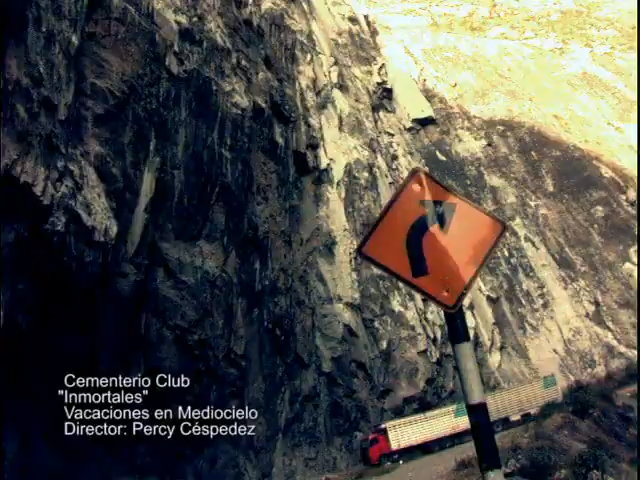 Cementerio Club
"Inmortales"
Vacaciones en Mediocielo
Director: Percy Céspedez